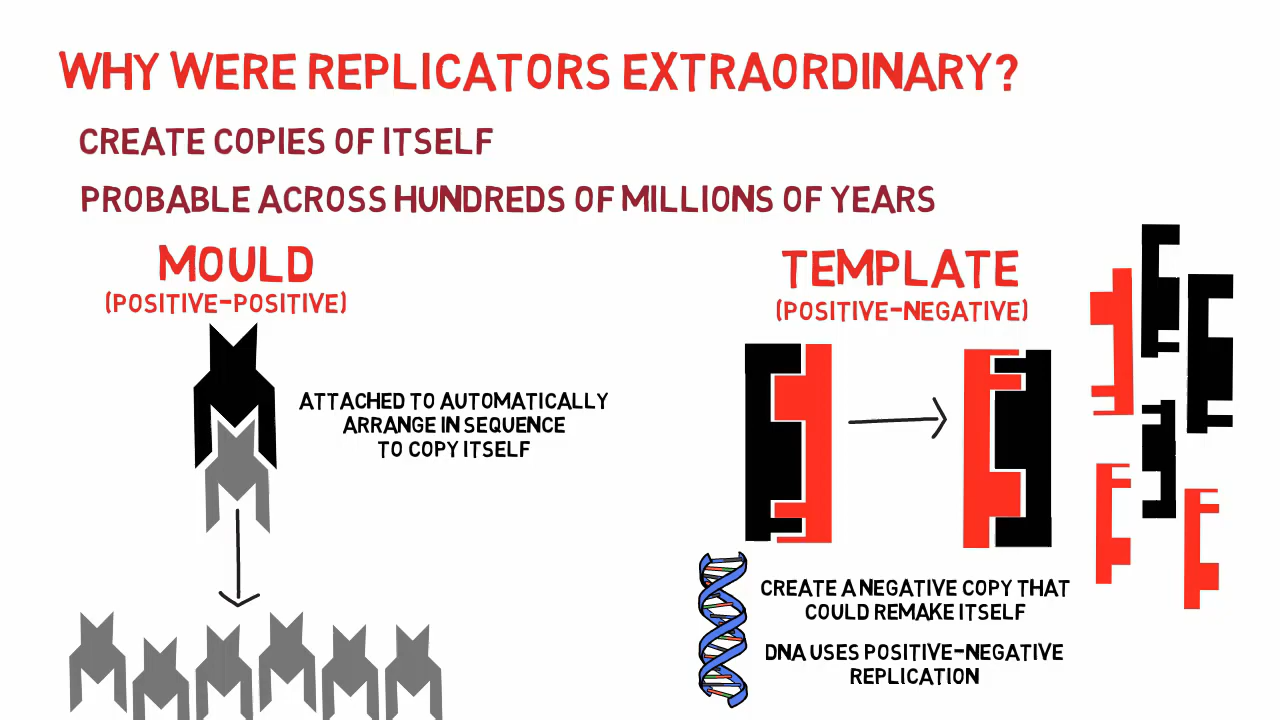 WHY WERE REPLICATORS EXTRAORDINARY?
CREATE COPIES OF ITSELF
PROBABLE ACROSS HUNDREDS OF MILLIONS OF YEARS
MOULD
(POSITIVE-POSITIVE)
ATTACHED TO AUTOMATICALLY
ARRANGE IN SEQUENCE
TO COPY ITSELF
TEMPLATE
(POSITIVE-NEGATIVE)
CREATE A NEGATIVE COPY THAT
COULD REMAKE ITSELF
DNA USES POSITIVE-NEGATIVE
REPLICATION